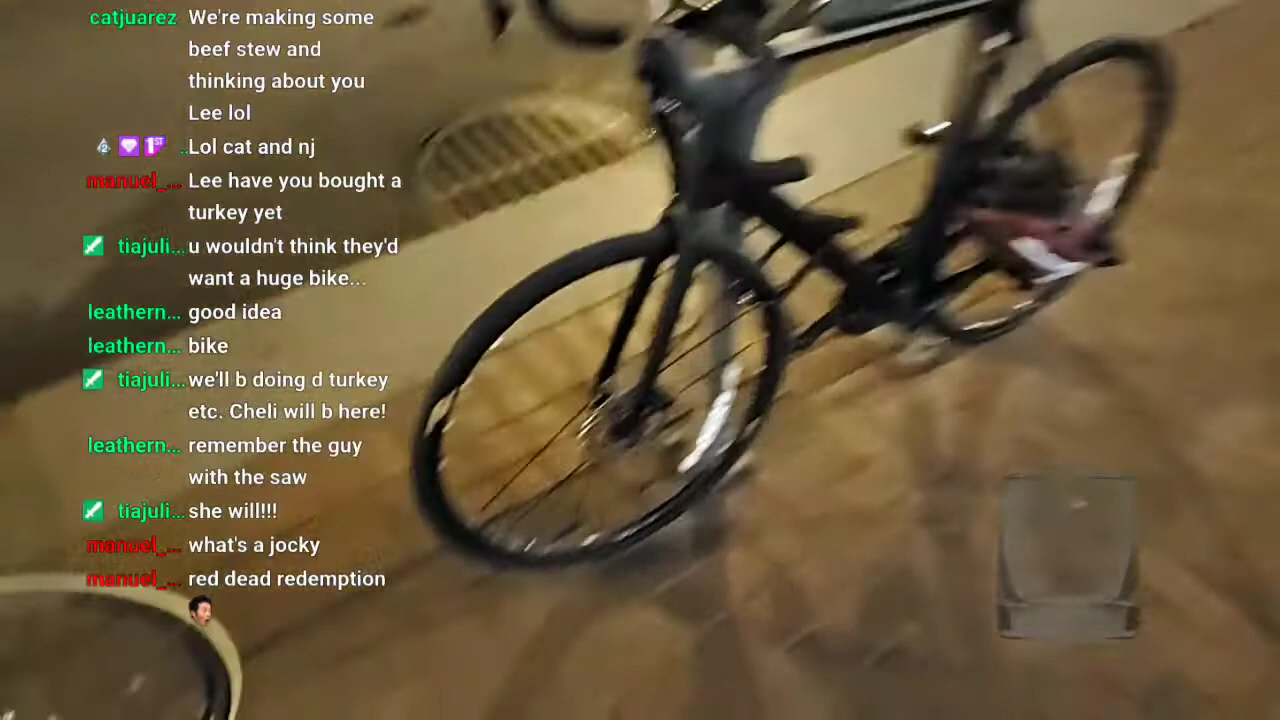 catjuarez We're making some
beef stew and
thinking about you
Lee lol
2 1ST ..Lol cat and nj
manuel_... Lee have you bought a
turkey yet
tiajuli... u wouldn't think they'd
want a huge bike...
leathern... good idea
leathern... bike
tiajuli... we'll b doing d turkey
etc. Cheli will b here!
leathern... remember the guy
with the saw
tiajuli... she will!!!
manuel_... what's a jocky
manuel_... red dead redemption